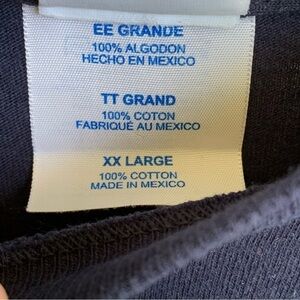 EE GRANDE
100% ALGODON
HECHO EN MEXICO
TT GRAND
100% COTON
FABRIQUÉ AU MEXICO
XX LARGE
100% COTTON
MADE IN MEXICO